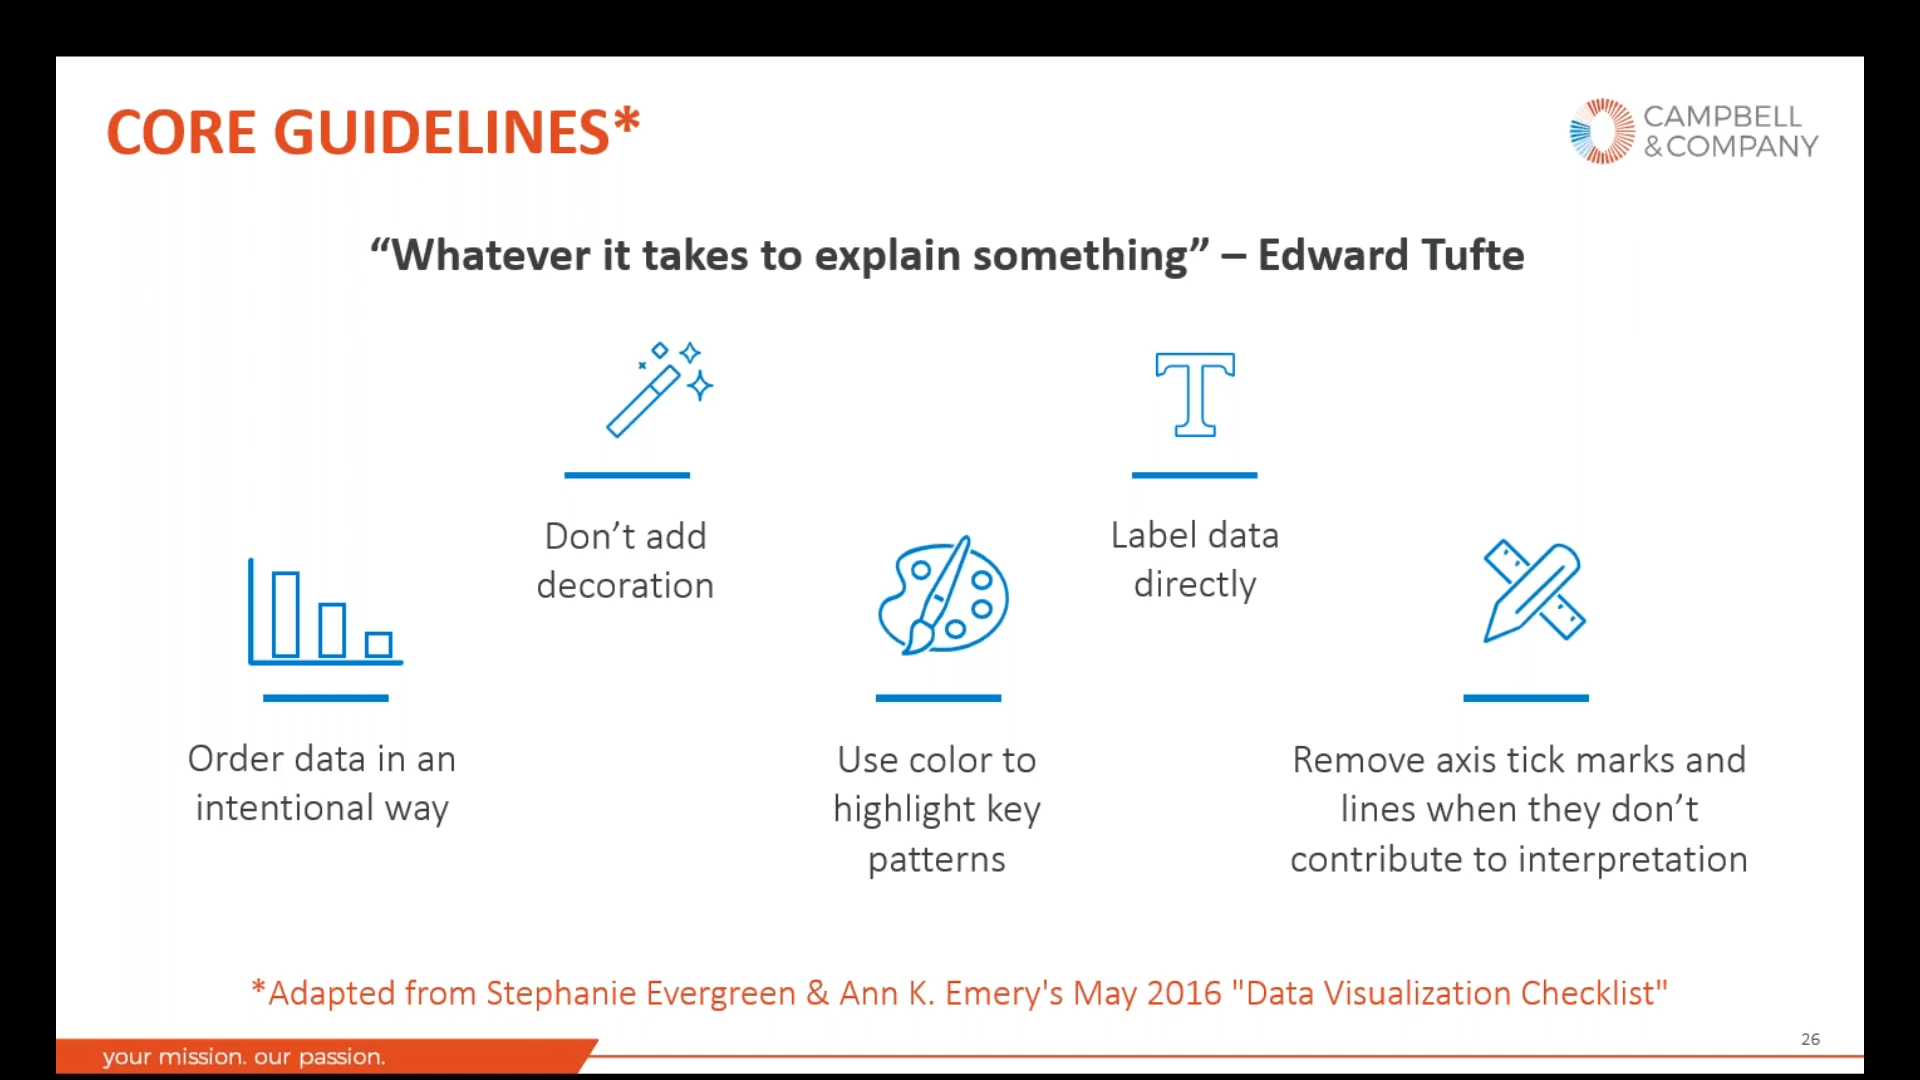 CORE GUIDELINES*
CAMPBELL
&COMPANY
“Whatever it takes to explain something” – Edward Tufte
Order data in an
intentional way
Don’t add
decoration
Use color to
highlight key
patterns
Label data
directly
Remove axis tick marks and
lines when they don’t
contribute to interpretation
*Adapted from Stephanie Evergreen & Ann K. Emery's May 2016 "Data Visualization Checklist"
26
your mission. our passion.